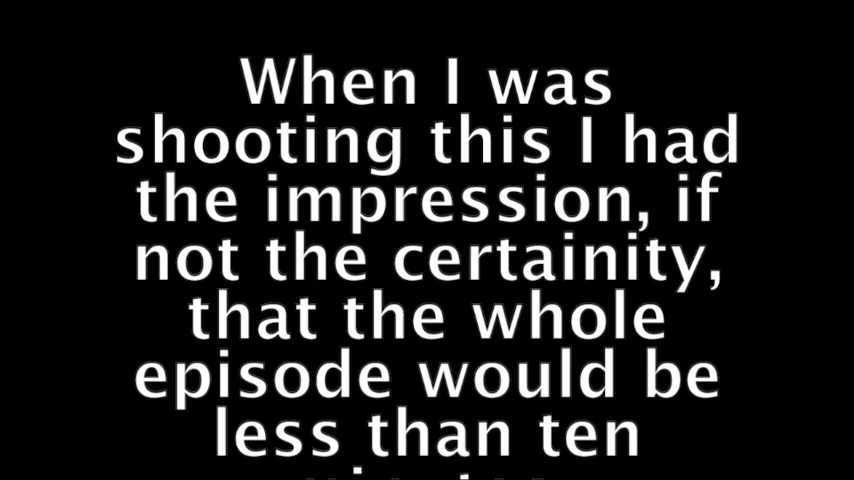 When I was
shooting this I had
the impression, if
not the certainity,
that the whole
episode would be
less than ten